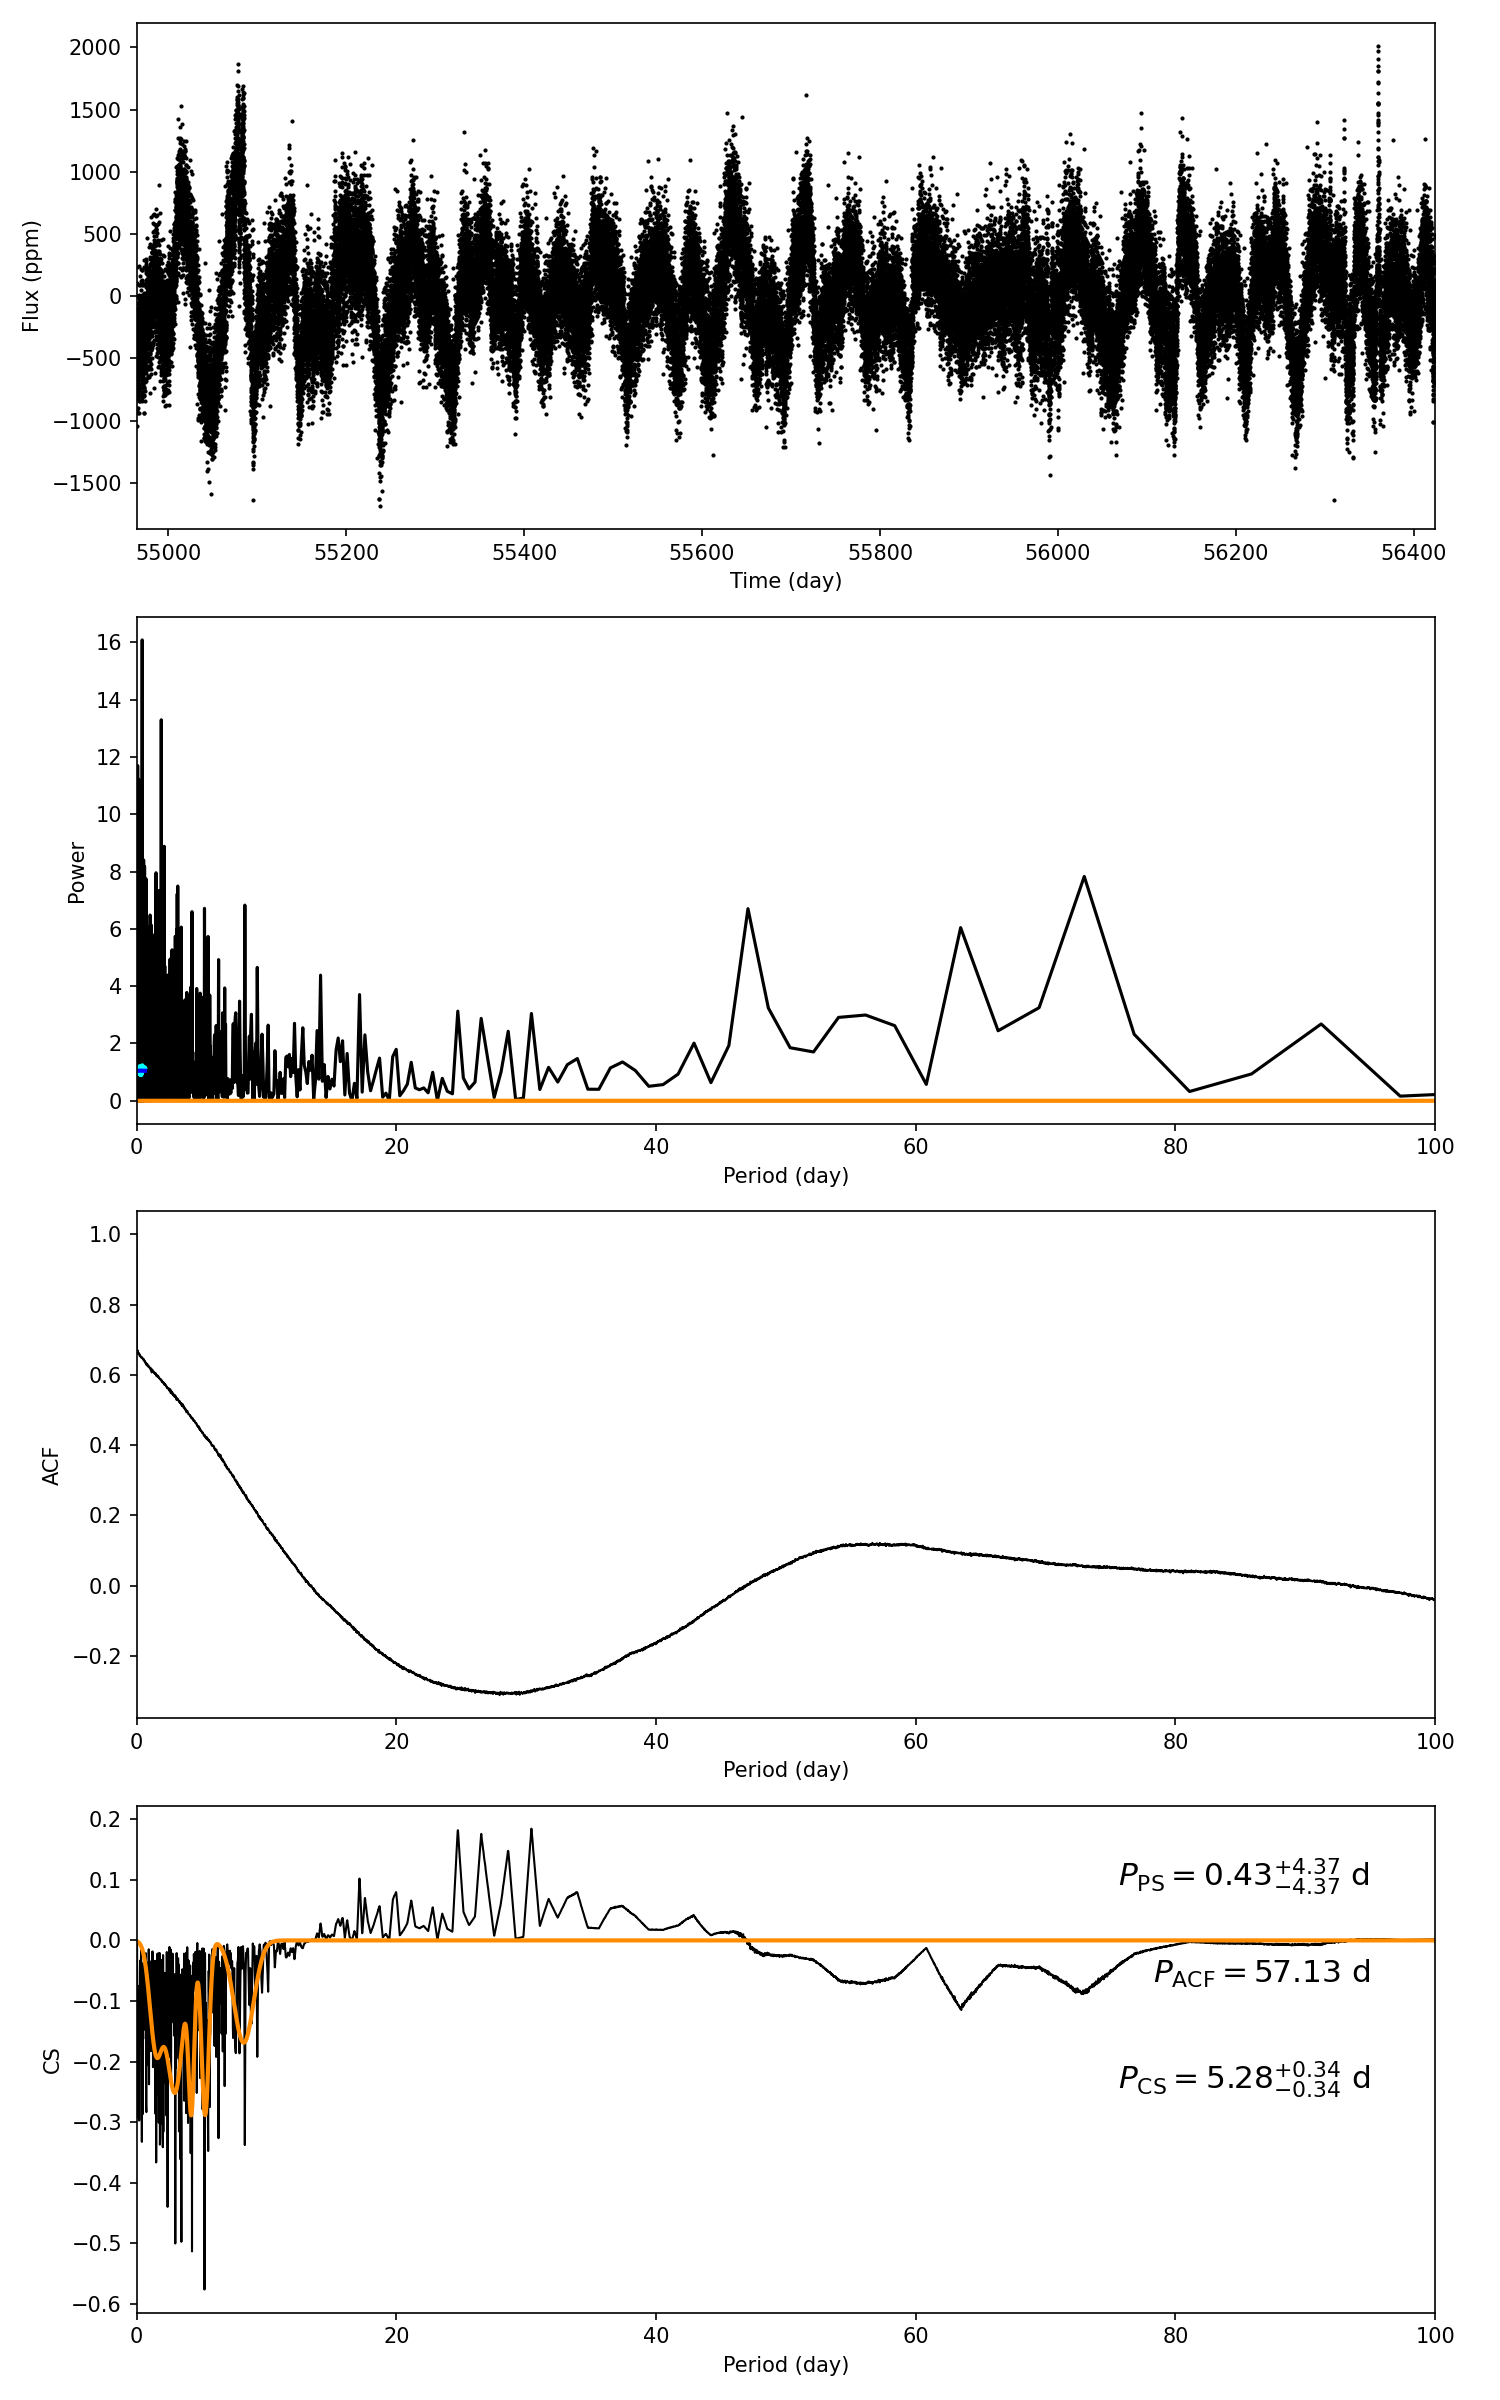 2000
1500
1000
500
0
−500
−1000
−1500
Flux (ppm)
55000 55200 55400 55600 55800 56000 56200 56400
Time (day)
16
14
12
10
8
6
4
2
0
Power
0 20 40 60 80 100
Period (day)
1.0
0.8
0.6
0.4
0.2
0.0
−0.2
ACF
0 20 40 60 80 100
Period (day)
0.2
0.1
0.0
−0.1
−0.2
−0.3
−0.4
−0.5
−0.6
CS
P_PS = 0.43 +4.37 −4.37 d
P_ACF = 57.13 d
P_CS = 5.28 +0.34 −0.34 d
0 20 40 60 80 100
Period (day)